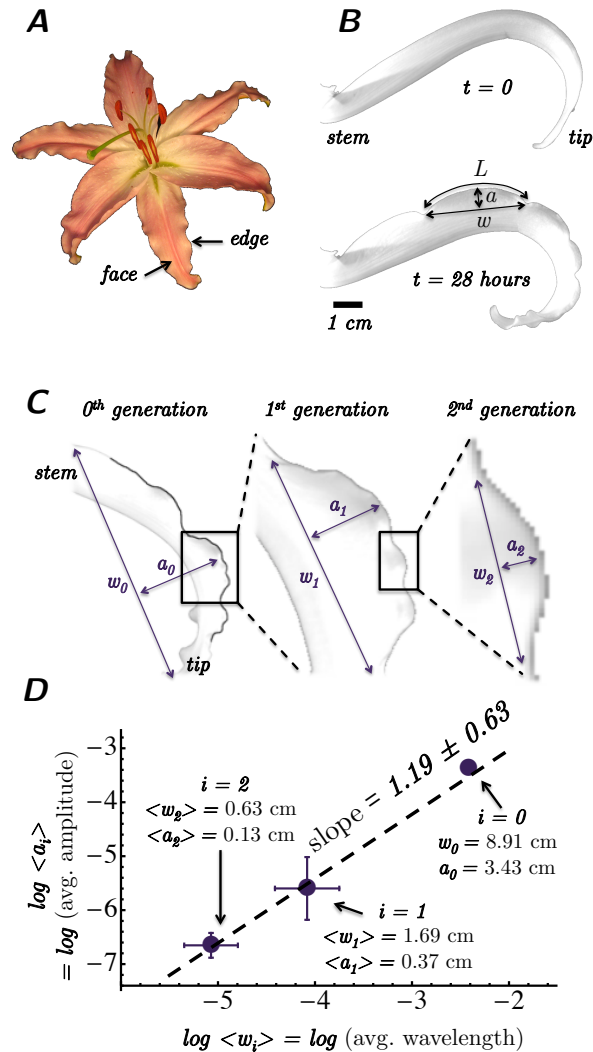 A
B
t = 0
stem
tip
L
a
w
edge
face
t = 28 hours
1 cm
C
0th generation
1st generation
2nd generation
stem
a1
a0
a2
w0
w1
w2
tip
D
slope = 1.19 ± 0.63
−3
−4
−5
−6
−7
i = 2
<w2> = 0.63 cm
<a2> = 0.13 cm
i = 0
w0 = 8.91 cm
a0 = 3.43 cm
i = 1
<w1> = 1.69 cm
<a1> = 0.37 cm
log <ai>
= log (avg. amplitude)
−5 −4 −3 −2
log <wi> = log (avg. wavelength)